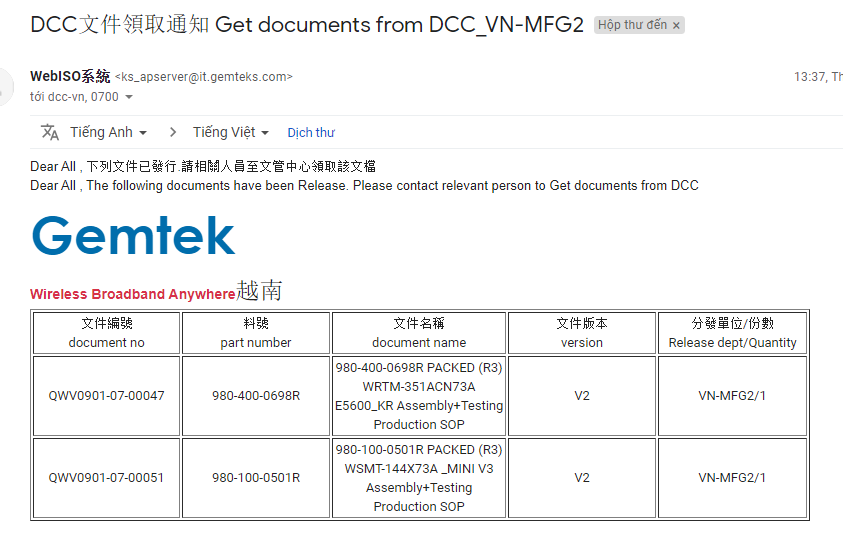 DCC文件領取通知 Get documents from DCC_VN-MFG2 Hộp thư đến ×
WebISO系統 <ks_apserver@it.gemteks.com>
13:37, Th
tới dcc-vn, 0700
Tiếng Anh > Tiếng Việt Dịch thư
Dear All , 下列文件已發行.請相關人員至文管中心領取該文檔
Dear All , The following documents have been Release. Please contact relevant person to Get documents from DCC
Gemtek
Wireless Broadband Anywhere越南
文件編號 料號 文件名稱 文件版本 分發單位/份數
document no part number document name version Release dept/Quantity
980-400-0698R PACKED (R3)
WRTM-351ACN73A
QWV0901-07-00047 980-400-0698R E5600_KR Assembly+Testing V2 VN-MFG2/1
Production SOP
980-100-0501R PACKED (R3)
WSMT-144X73A _MINI V3
QWV0901-07-00051 980-100-0501R Assembly+Testing V2 VN-MFG2/1
Production SOP